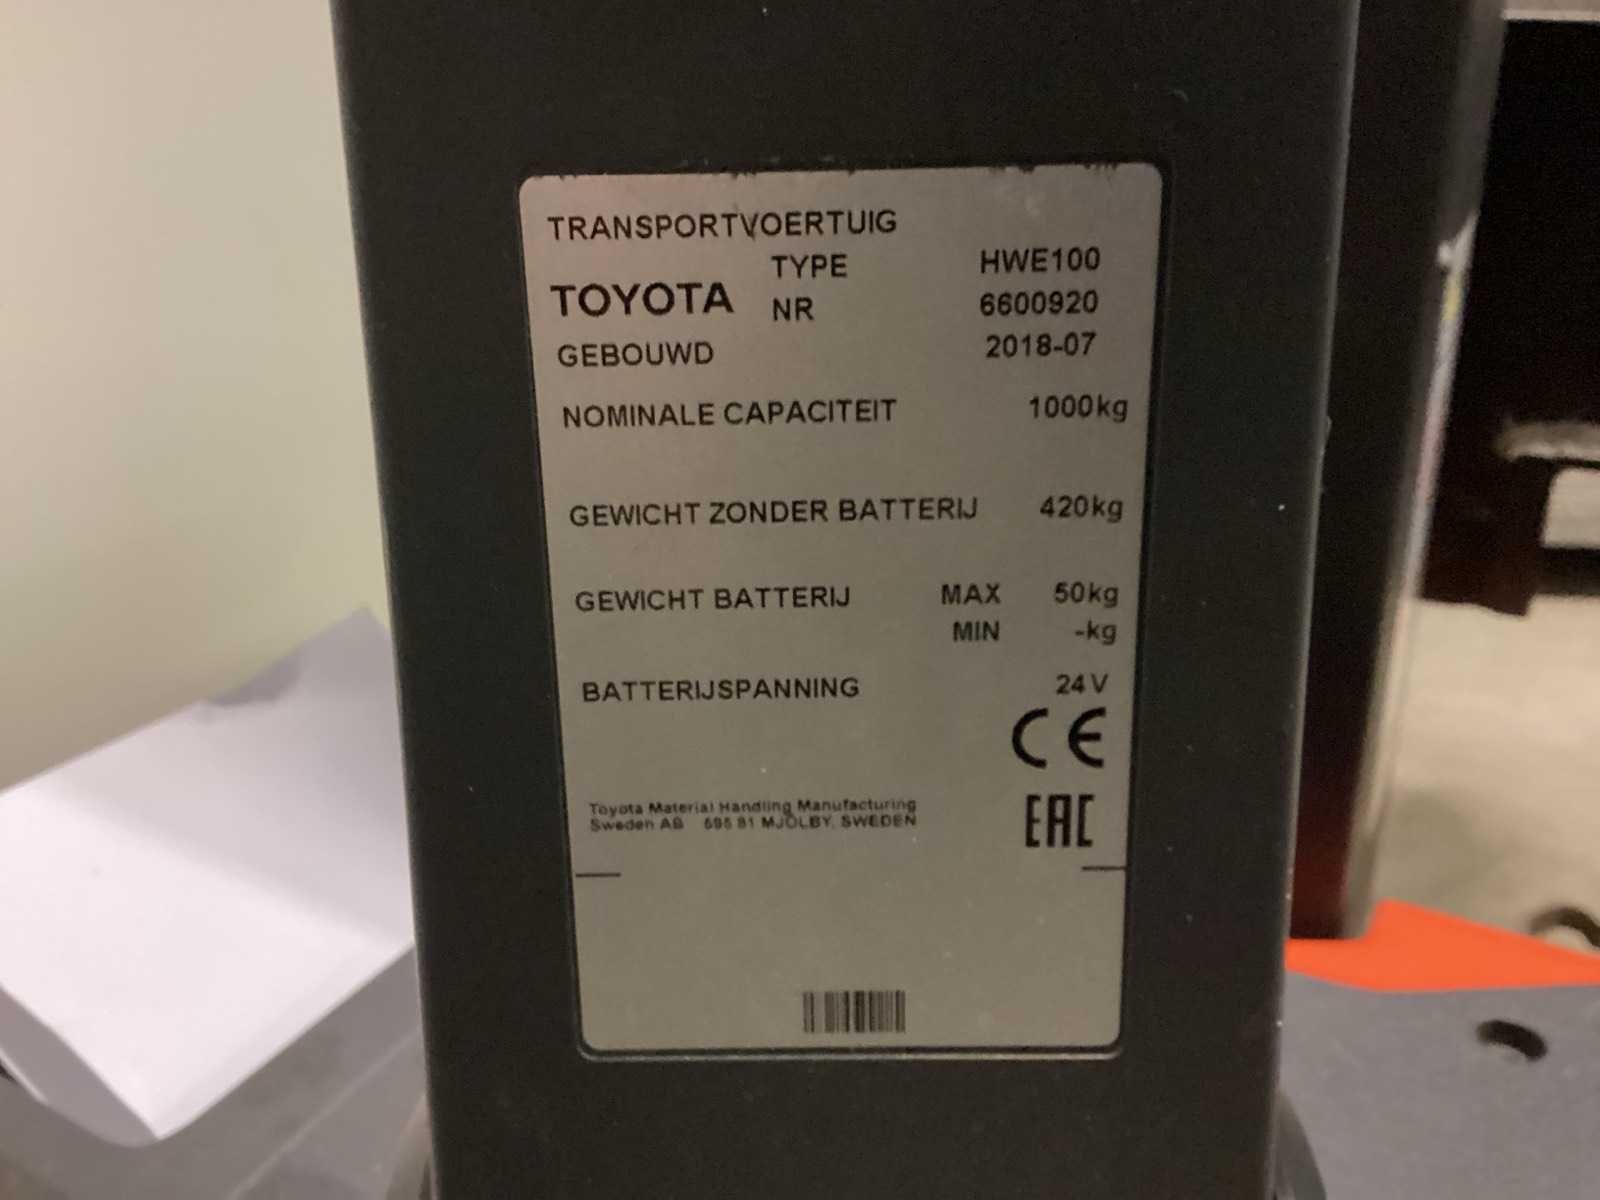 TRANSPORTVOERTUIG
TYPE HWE100
TOYOTA NR 6600920
GEBOUWD 2018-07
NOMINALE CAPACITEIT 1000kg
GEWICHT ZONDER BATTERIJ 420kg
GEWICHT BATTERIJ MAX 50kg
MIN -kg
BATTERIJSPANNING 24V
CE
Toyota Material Handling Manufacturing
Sweden AB 595 81 MJÖLBY, SWEDEN
EAC